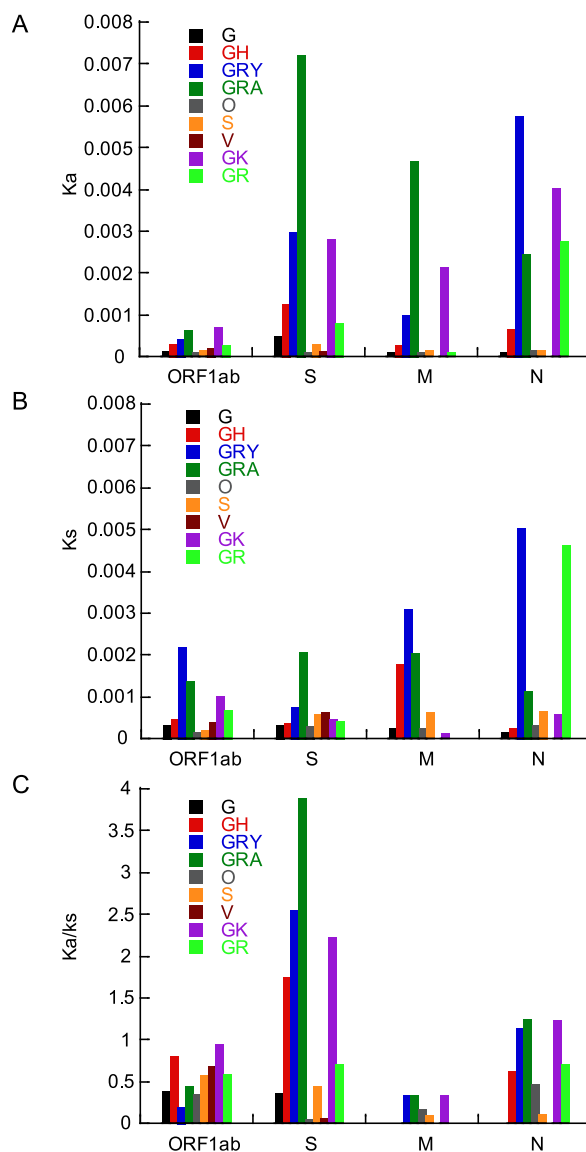 A
0.008
0.007
0.006
0.005
0.004
0.003
0.002
0.001
0
Ka
G
GH
GRY
GRA
O
S
V
GK
GR
ORF1ab S M N
B
0.008
0.007
0.006
0.005
0.004
0.003
0.002
0.001
0
Ks
G
GH
GRY
GRA
O
S
V
GK
GR
ORF1ab S M N
C
4
3.5
3
2.5
2
1.5
1
0.5
0
Ka/ks
G
GH
GRY
GRA
O
S
V
GK
GR
ORF1ab S M N